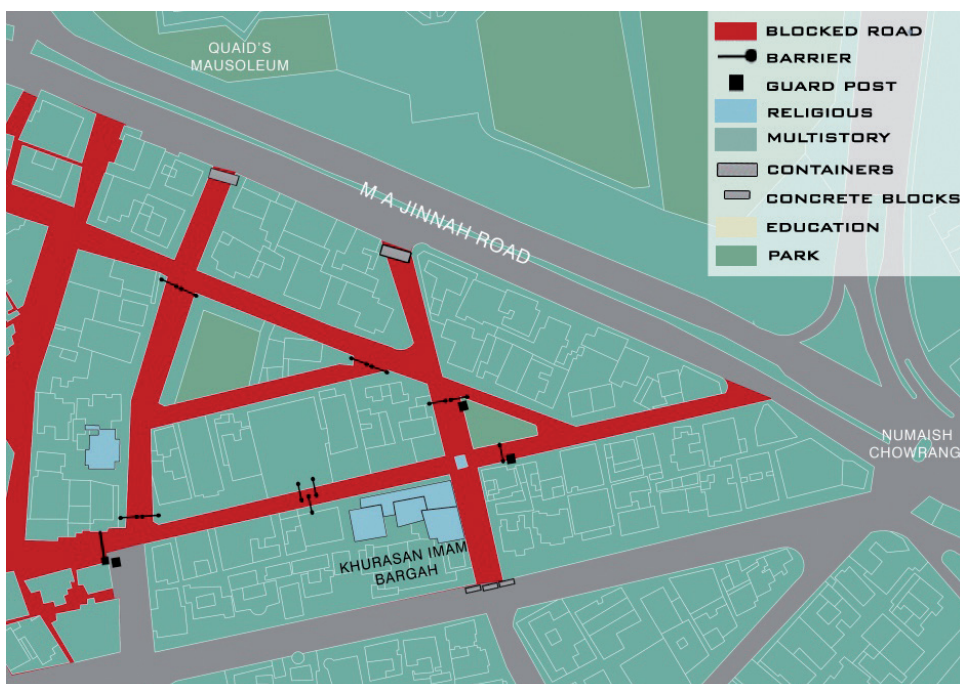 QUAID'S
MAUSOLEUM
M A JINNAH ROAD
NUMAISH
CHOWRANG
KHURASAN IMAM
BARGAH
BLOCKED ROAD
BARRIER
GUARD POST
RELIGIOUS
MULTISTORY
CONTAINERS
CONCRETE BLOCKS
EDUCATION
PARK